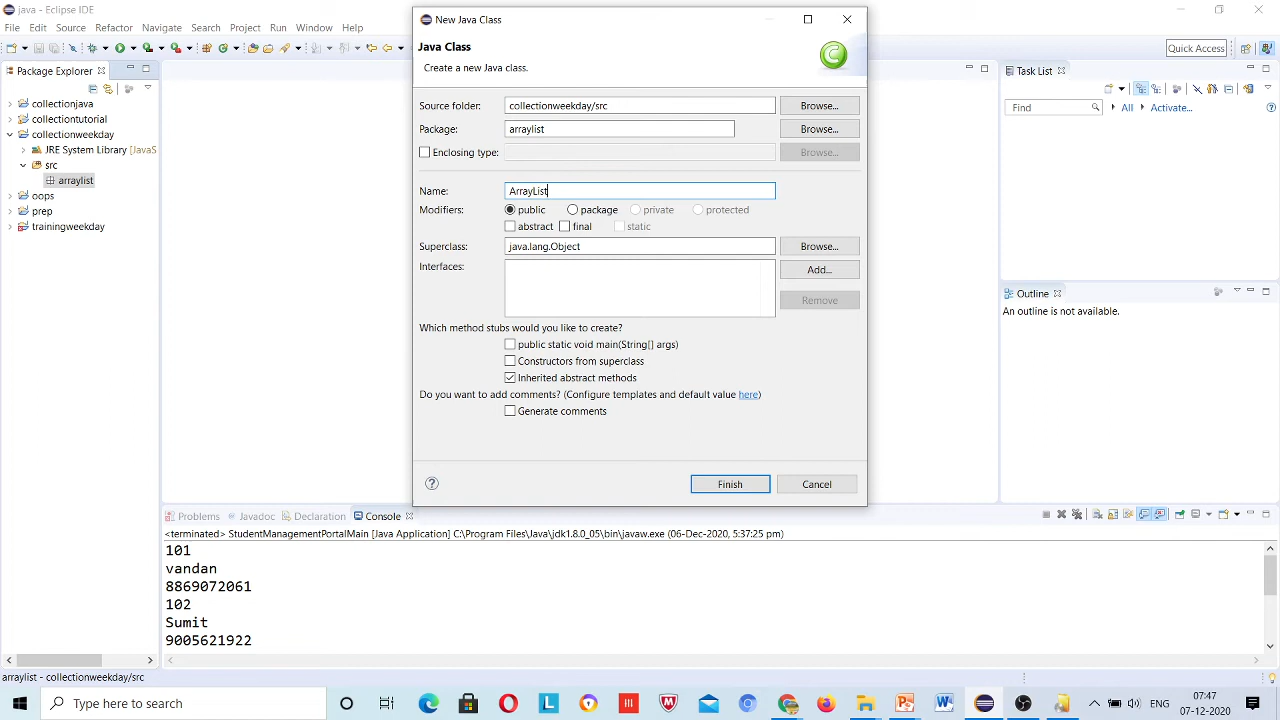 java - Eclipse IDE
File Edit Source Refactor Navigate Search Project Run Window Help
Quick Access
New Java Class
Java Class
Create a new Java class.
Source folder: collectionweekday/src Browse...
Package: arraylist Browse...
Enclosing type: Browse...
Name: ArrayList
Modifiers: public package private protected
abstract final static
Superclass: java.lang.Object Browse...
Interfaces: Add...
Remove
Which method stubs would you like to create?
public static void main(String[] args)
Constructors from superclass
Inherited abstract methods
Do you want to add comments? (Configure templates and default value here)
Generate comments
Finish Cancel
Package Explorer
collectionjava
collectiontutorial
collectionweekday
JRE System Library [JavaS
src
arraylist
oops
prep
trainingweekday
Task List
Find All Activate...
Outline
An outline is not available.
Problems Javadoc Declaration Console
<terminated> StudentManagementPortalMain [Java Application] C:\Program Files\Java\jdk1.8.0_05\bin\javaw.exe (06-Dec-2020, 5:37:25 pm)
101
vandan
8869072061
102
Sumit
9005621922
arraylist - collectionweekday/src
Type here to search
ENG
07:47
07-12-2020